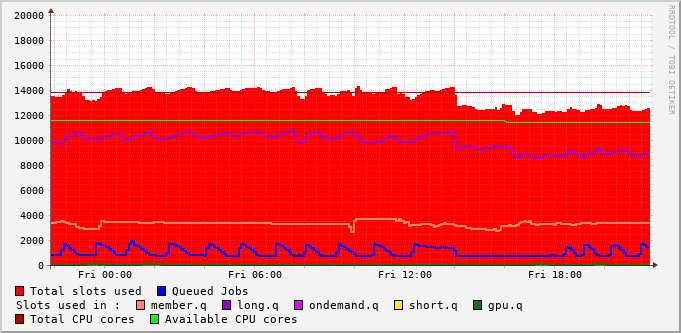 20000
18000
16000
14000
12000
10000
8000
6000
4000
2000
0
Fri 00:00 Fri 06:00 Fri 12:00 Fri 18:00
RRDTOOL / TOBI OETIKER
Total slots used Queued Jobs
Slots used in : member.q long.q ondemand.q short.q gpu.q
Total CPU cores Available CPU cores